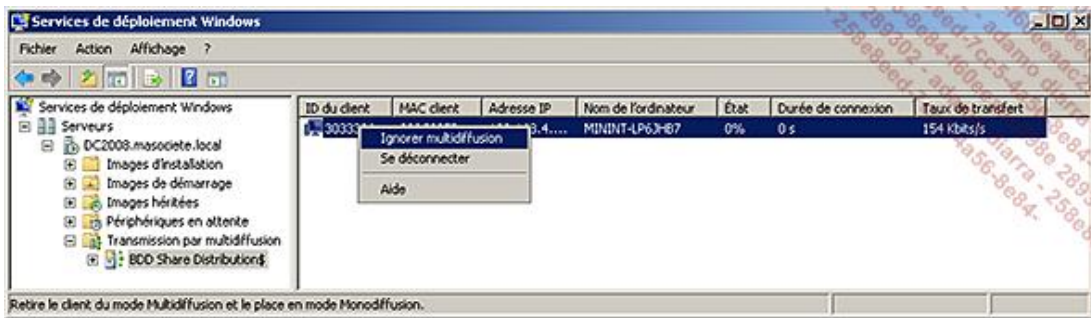 Services de déploiement Windows
Fichier Action Affichage ?
Services de déploiement Windows
Serveurs
DC2008.masociete.local
Images d'installation
Images de démarrage
Images héritées
Périphériques en attente
Transmission par multidiffusion
BDD Share Distribution$
ID du client MAC client Adresse IP Nom de l'ordinateur État Durée de connexion Taux de transfert
MININT-LP6JHB7 0% 0 s 154 Kbits/s
Ignorer multidiffusion
Se déconnecter
Aide
Retire le client du mode Multidiffusion et le place en mode Monodiffusion.